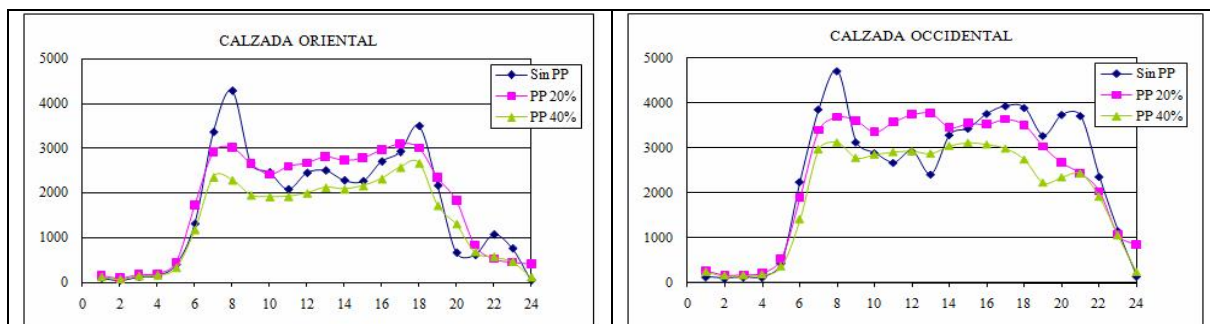 CALZADA ORIENTAL
5000
4000
3000
2000
1000
0
0 2 4 6 8 10 12 14 16 18 20 22 24
Sin PP
PP 20%
PP 40%
CALZADA OCCIDENTAL
5000
4000
3000
2000
1000
0
0 2 4 6 8 10 12 14 16 18 20 22 24
Sin PP
PP 20%
PP 40%